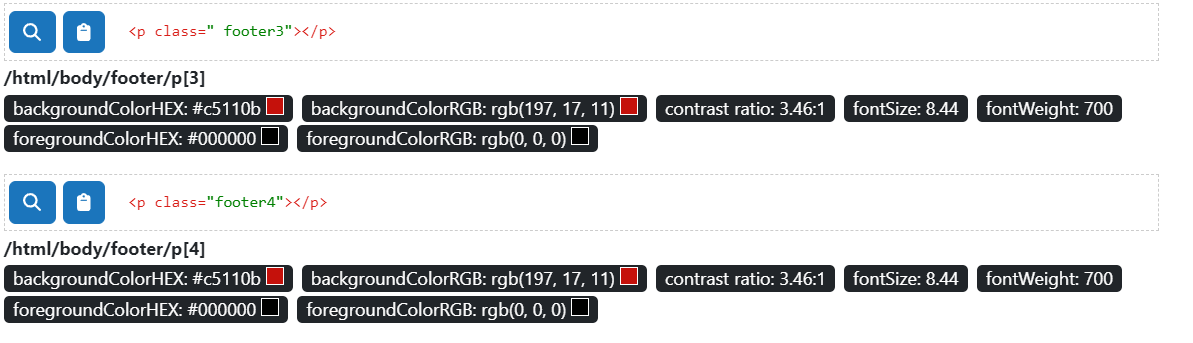 <p class=" footer3"></p>
/html/body/footer/p[3]
backgroundColorHEX: #c5110b backgroundColorRGB: rgb(197, 17, 11) contrast ratio: 3.46:1 fontSize: 8.44 fontWeight: 700
foregroundColorHEX: #000000 foregroundColorRGB: rgb(0, 0, 0)
<p class="footer4"></p>
/html/body/footer/p[4]
backgroundColorHEX: #c5110b backgroundColorRGB: rgb(197, 17, 11) contrast ratio: 3.46:1 fontSize: 8.44 fontWeight: 700
foregroundColorHEX: #000000 foregroundColorRGB: rgb(0, 0, 0)